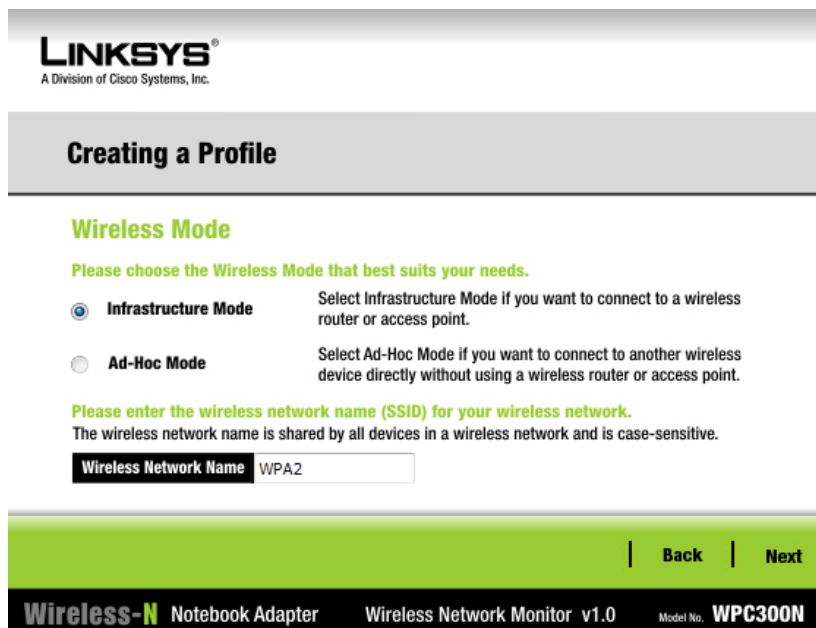 LINKSYS®
A Division of Cisco Systems, Inc.
Creating a Profile
Wireless Mode
Please choose the Wireless Mode that best suits your needs.
Infrastructure Mode
Select Infrastructure Mode if you want to connect to a wireless
router or access point.
Ad-Hoc Mode
Select Ad-Hoc Mode if you want to connect to another wireless
device directly without using a wireless router or access point.
Please enter the wireless network name (SSID) for your wireless network.
The wireless network name is shared by all devices in a wireless network and is case-sensitive.
Wireless Network Name WPA2
Back Next
Wireless-N Notebook Adapter Wireless Network Monitor v1.0 Model No. WPC300N